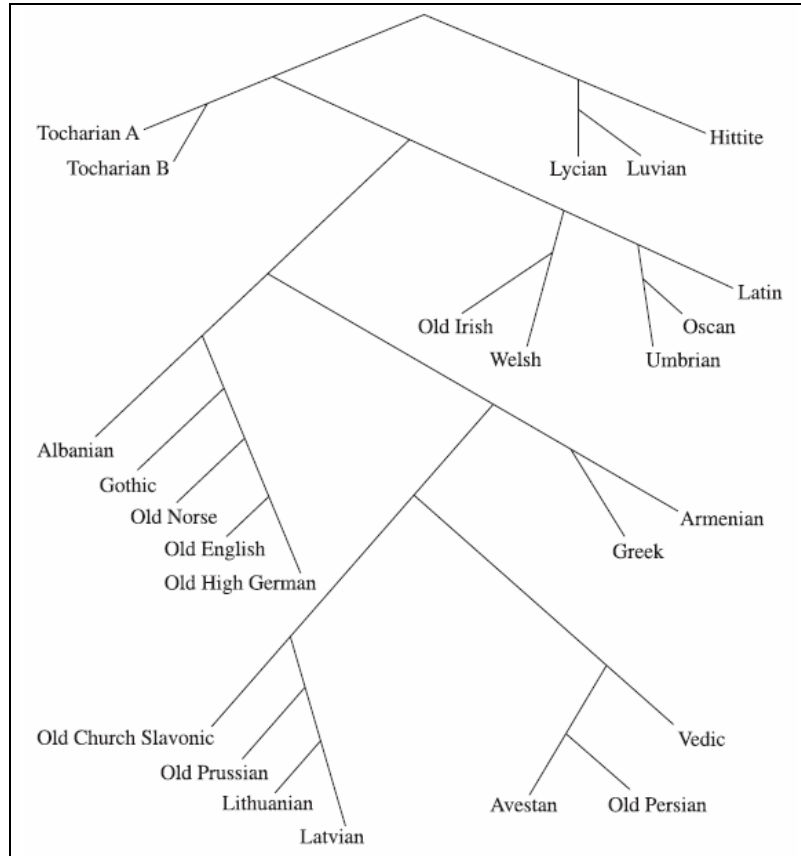 Tocharian A
Hittite
Tocharian B
Lycian
Luvian
Latin
Old Irish
Oscan
Welsh
Umbrian
Albanian
Gothic
Old Norse
Armenian
Old English
Greek
Old High German
Old Church Slavonic
Vedic
Old Prussian
Lithuanian
Avestan
Old Persian
Latvian